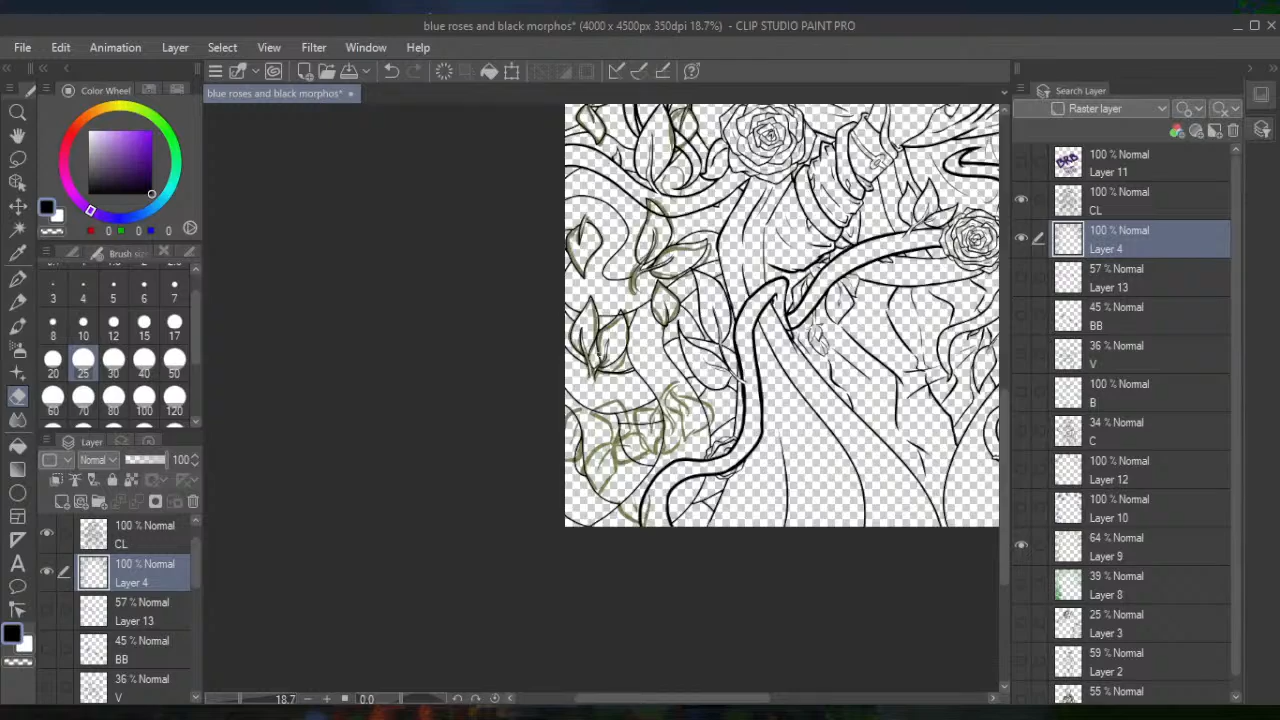 blue roses and black morphos* (4000 x 4500px 350dpi 18.7%) - CLIP STUDIO PAINT PRO
File Edit Animation Layer Select View Filter Window Help
blue roses and black morphos*
Color Wheel
0 0 0
Brush size
3 4 5 6 7
8 10 12 15 17
20 25 30 40 50
60 70 80 100 120
Layer
Normal 100
100 % Normal
CL
100 % Normal
Layer 4
57 % Normal
Layer 13
45 % Normal
BB
36 % Normal
V
18.7 0.0
Search Layer
Raster layer
BRB
100 % Normal
Layer 11
100 % Normal
CL
100 % Normal
Layer 4
57 % Normal
Layer 13
45 % Normal
BB
36 % Normal
V
100 % Normal
B
34 % Normal
C
100 % Normal
Layer 12
100 % Normal
Layer 10
64 % Normal
Layer 9
39 % Normal
Layer 8
25 % Normal
Layer 3
59 % Normal
Layer 2
55 % Normal